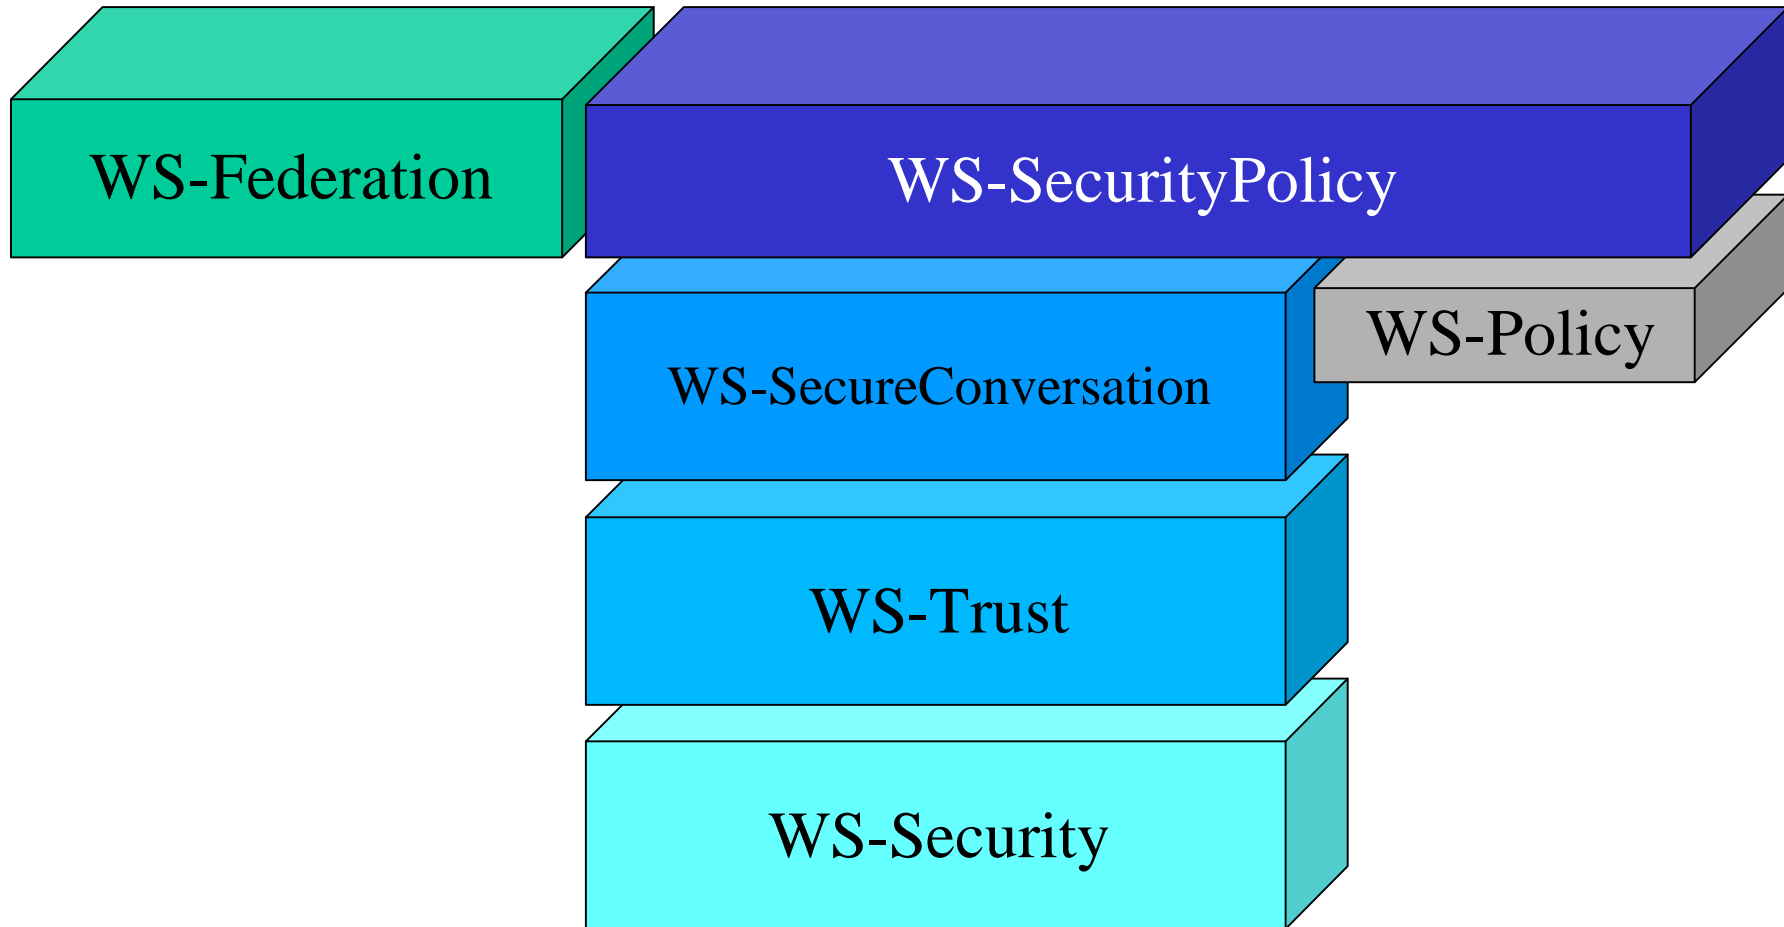 WS-Federation
WS-SecurityPolicy
WS-Policy
WS-SecureConversation
WS-Trust
WS-Security